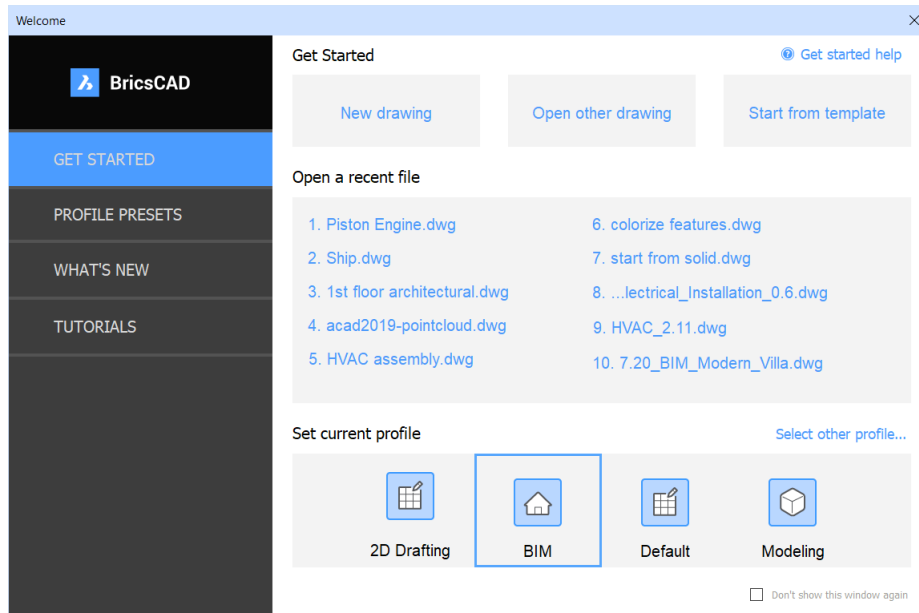 Welcome
BricsCAD
GET STARTED
PROFILE PRESETS
WHAT'S NEW
TUTORIALS
Get Started
Get started help
New drawing
Open other drawing
Start from template
Open a recent file
1. Piston Engine.dwg
2. Ship.dwg
3. 1st floor architectural.dwg
4. acad2019-pointcloud.dwg
5. HVAC assembly.dwg
6. colorize features.dwg
7. start from solid.dwg
8. ...lectrical_Installation_0.6.dwg
9. HVAC_2.11.dwg
10. 7.20_BIM_Modern_Villa.dwg
Set current profile
Select other profile...
2D Drafting
BIM
Default
Modeling
Don't show this window again